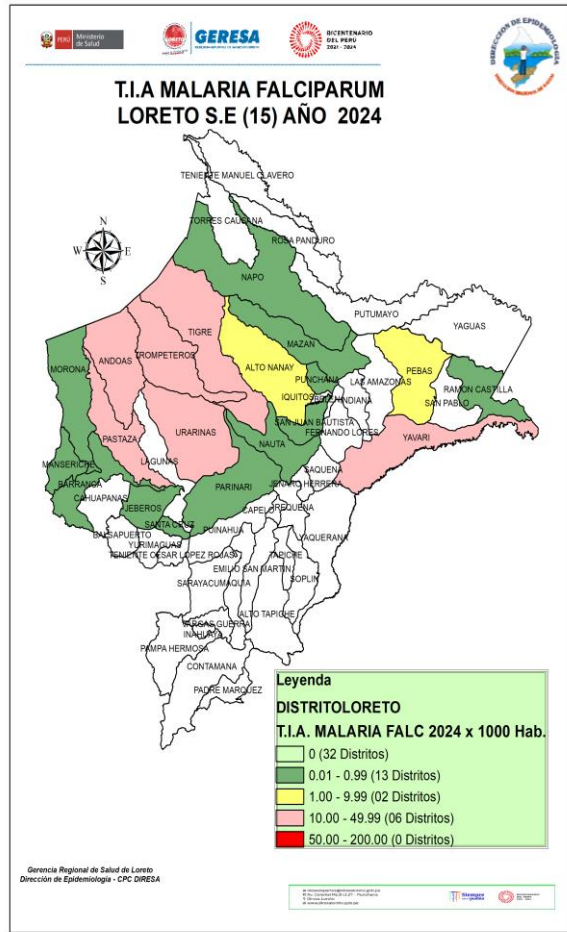 PERÚ
Ministerio
de Salud
LORETO
GERESA
BICENTENARIO
DEL PERÚ
2021 - 2024
DIRECCIÓN DE EPIDEMIOLOGIA
T.I.A MALARIA FALCIPARUM
LORETO S.E (15) AÑO 2024
N
W
E
S
TENIENTE MANUEL CLAVERO
TORRES CAUSANA
ROSA PANDURO
NAPO
PUTUMAYO
YAGUAS
TIGRE
MAZAN
MORONA
ANDOAS
TROMPETEROS
ALTO NANAY
PEBAS
PUNCHANA
LAS AMAZONAS
RAMON CASTILLA
IQUITOS
INDIANA
SAN PABLO
SAN JUAN BAUTISTA
FERNANDO LORES
YAVARI
URARINAS
PASTAZA
NAUTA
LAGUNAS
MANSERICHE
SAQUENA
BARRANCA
PARINARI
JENARO HERRERA
CAHUAPANAS
JEBEROS
CAPELO
REQUENA
SANTA CRUZ
PUINAHUA
BALSAPUERTO
YAQUERANA
YURIMAGUAS
TENIENTE CESAR LOPEZ ROJAS
TAPICHE
EMILIO SAN MARTIN
SOPLIN
SARAYACU
MAQUIA
ALTO TAPICHE
VARGAS GUERRA
INAHUAYA
PAMPA HERMOSA
CONTAMANA
PADRE MARQUEZ
Leyenda
DISTRITOLORETO
T.I.A. MALARIA FALC 2024 x 1000 Hab.
0 (32 Distritos)
0.01 - 0.99 (13 Distritos)
1.00 - 9.99 (02 Distritos)
10.00 - 49.99 (06 Distritos)
50.00 - 200.00 (0 Distritos)
Gerencia Regional de Salud de Loreto
Dirección de Epidemiología - CPC DIRESA